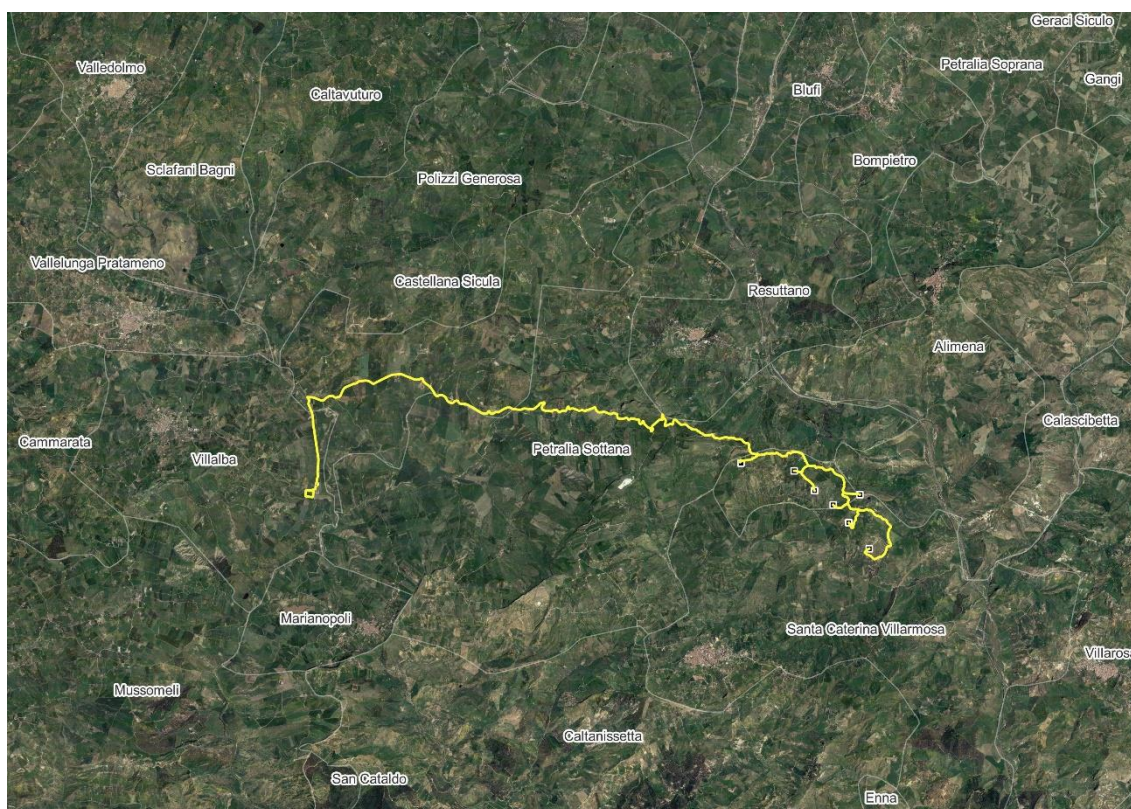 Geraci Siculo
Valledolmo
Petralia Soprana
Gangi
Caltavuturo
Blufi
Sclafani Bagni
Bompietro
Polizzi Generosa
Vallelunga Pratameno
Castellana Sicula
Resuttano
Alimena
Cammarata
Villalba
Petralia Sottana
Calascibetta
Marianopoli
Santa Caterina Villarmosa
Villarosa
Mussomeli
Caltanissetta
San Cataldo
Enna